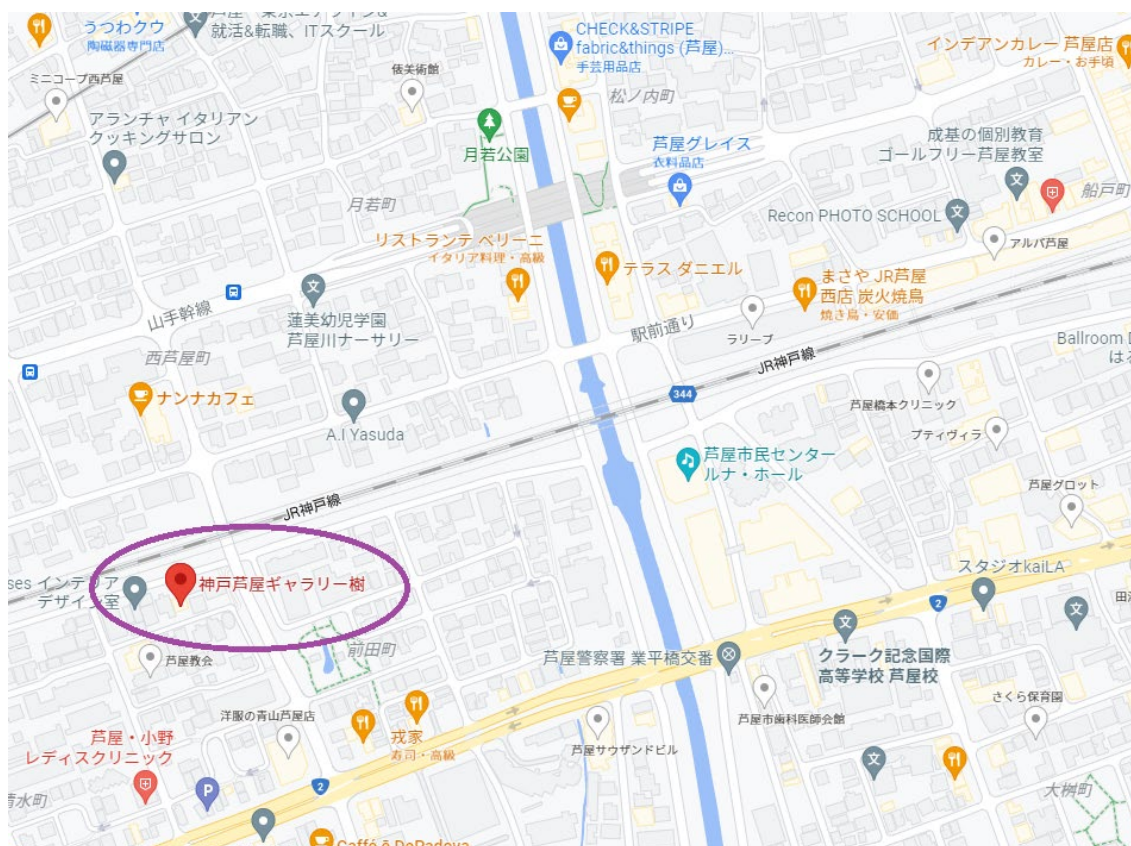 うつわクウ
陶磁器専門店
就活&転職、ITスクール
CHECK&STRIPE
fabric&things (芦屋)...
手芸用品店
インデアンカレー 芦屋店
カレー・お手頃
ミニコープ西芦屋
俵美術館
松ノ内町
アランチャ イタリアン
クッキングサロン
月若公園
芦屋グレイス
衣料品店
成基の個別教育
ゴールフリー芦屋教室
船戸町
月若町
Recon PHOTO SCHOOL
アルパ芦屋
リストランテ ベリーニ
イタリア料理・高級
テラス ダニエル
まさや JR芦屋
西店 炭火焼鳥
焼き鳥・安価
山手幹線
蓮美幼児学園
芦屋川ナーサリー
駅前通り
ラリーブ
JR神戸線
Ballroom D
は
西芦屋町
ナンナカフェ
344
芦屋橋本クリニック
A.I Yasuda
プティヴィラ
芦屋市民センター
ルナ・ホール
芦屋グロット
JR神戸線
ses インテリア
デザイン室
神戸芦屋ギャラリー樹
スタジオkaiLA
2
田
前田町
芦屋教会
芦屋警察署 業平橋交番
クラーク記念国際
高等学校 芦屋校
さくら保育園
洋服の青山芦屋店
芦屋市歯科医師会館
戎家
寿司・高級
芦屋・小野
レディスクリニック
芦屋サウザンドビル
P
2
清水町
大桝町
Caffé ō DePadova